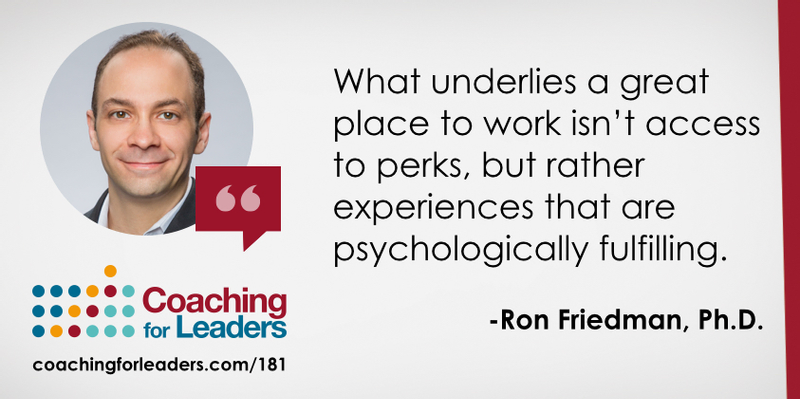 What underlies a great
place to work isn’t access
to perks, but rather
experiences that are
psychologically fulfilling.
-Ron Friedman, Ph.D.
Coaching
for Leaders
coachingforleaders.com/181